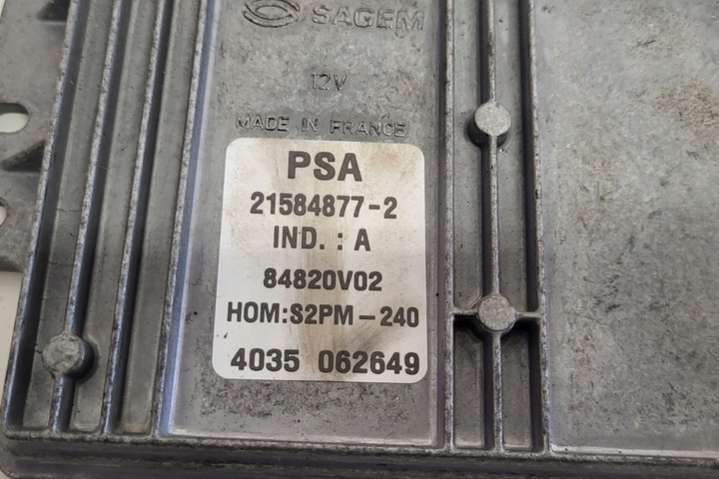 SAGEM
12V
MADE IN FRANCE
PSA
21584877-2
IND. : A
84820V02
HOM:S2PM-240
4035 062649